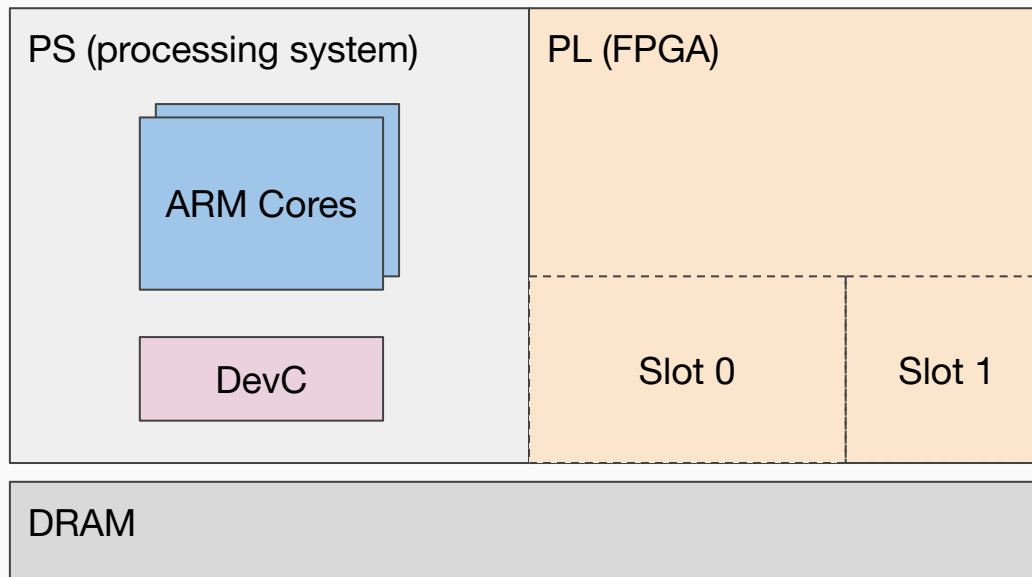 PS (processing system)
PL (FPGA)
ARM Cores
DevC
Slot 0
Slot 1
DRAM